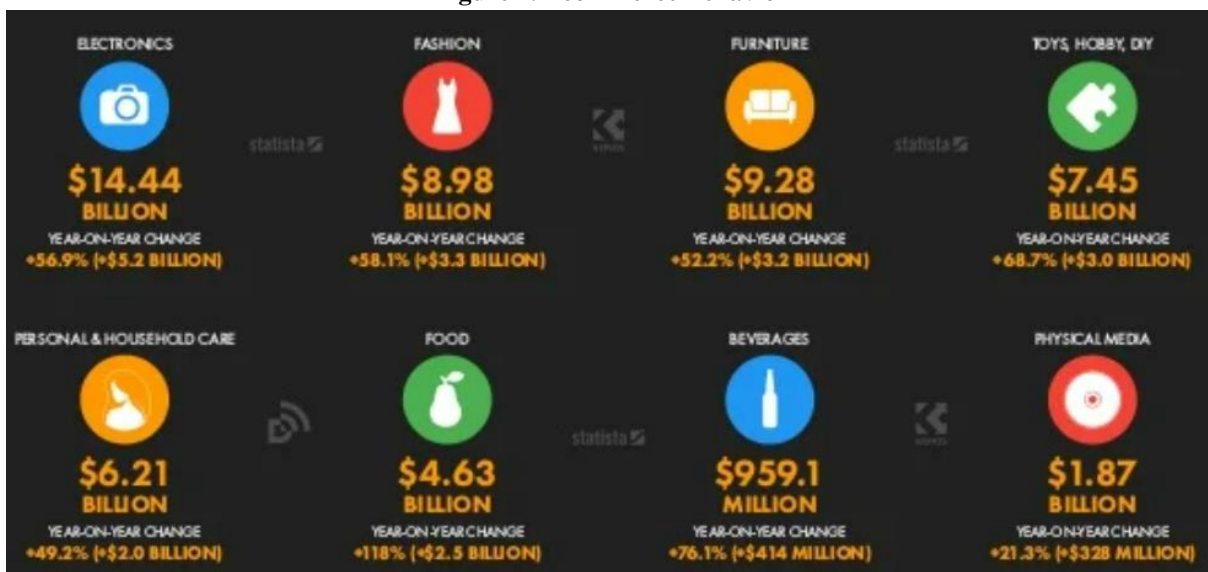 ELECTRONICS
$14.44
BILLION
YEAR-ON-YEAR CHANGE
+56.9% (+$5.2 BILLION)
FASHION
$8.98
BILLION
YEAR-ON-YEAR CHANGE
+58.1% (+$3.3 BILLION)
FURNITURE
$9.28
BILLION
YEAR-ON-YEAR CHANGE
+52.2% (+$3.2 BILLION)
TOYS, HOBBY, DIY
$7.45
BILLION
YEAR-ON-YEAR CHANGE
+68.7% (+$3.0 BILLION)
statista
statista
PERSONAL & HOUSEHOLD CARE
$6.21
BILLION
YEAR-ON-YEAR CHANGE
+49.2% (+$2.0 BILLION)
FOOD
$4.63
BILLION
YEAR-ON-YEAR CHANGE
+118% (+$2.5 BILLION)
BEVERAGES
$959.1
MILLION
YEAR-ON-YEAR CHANGE
+76.1% (+$414 MILLION)
PHYSICAL MEDIA
$1.87
BILLION
YEAR-ON-YEAR CHANGE
+21.3% (+$328 MILLION)
statista